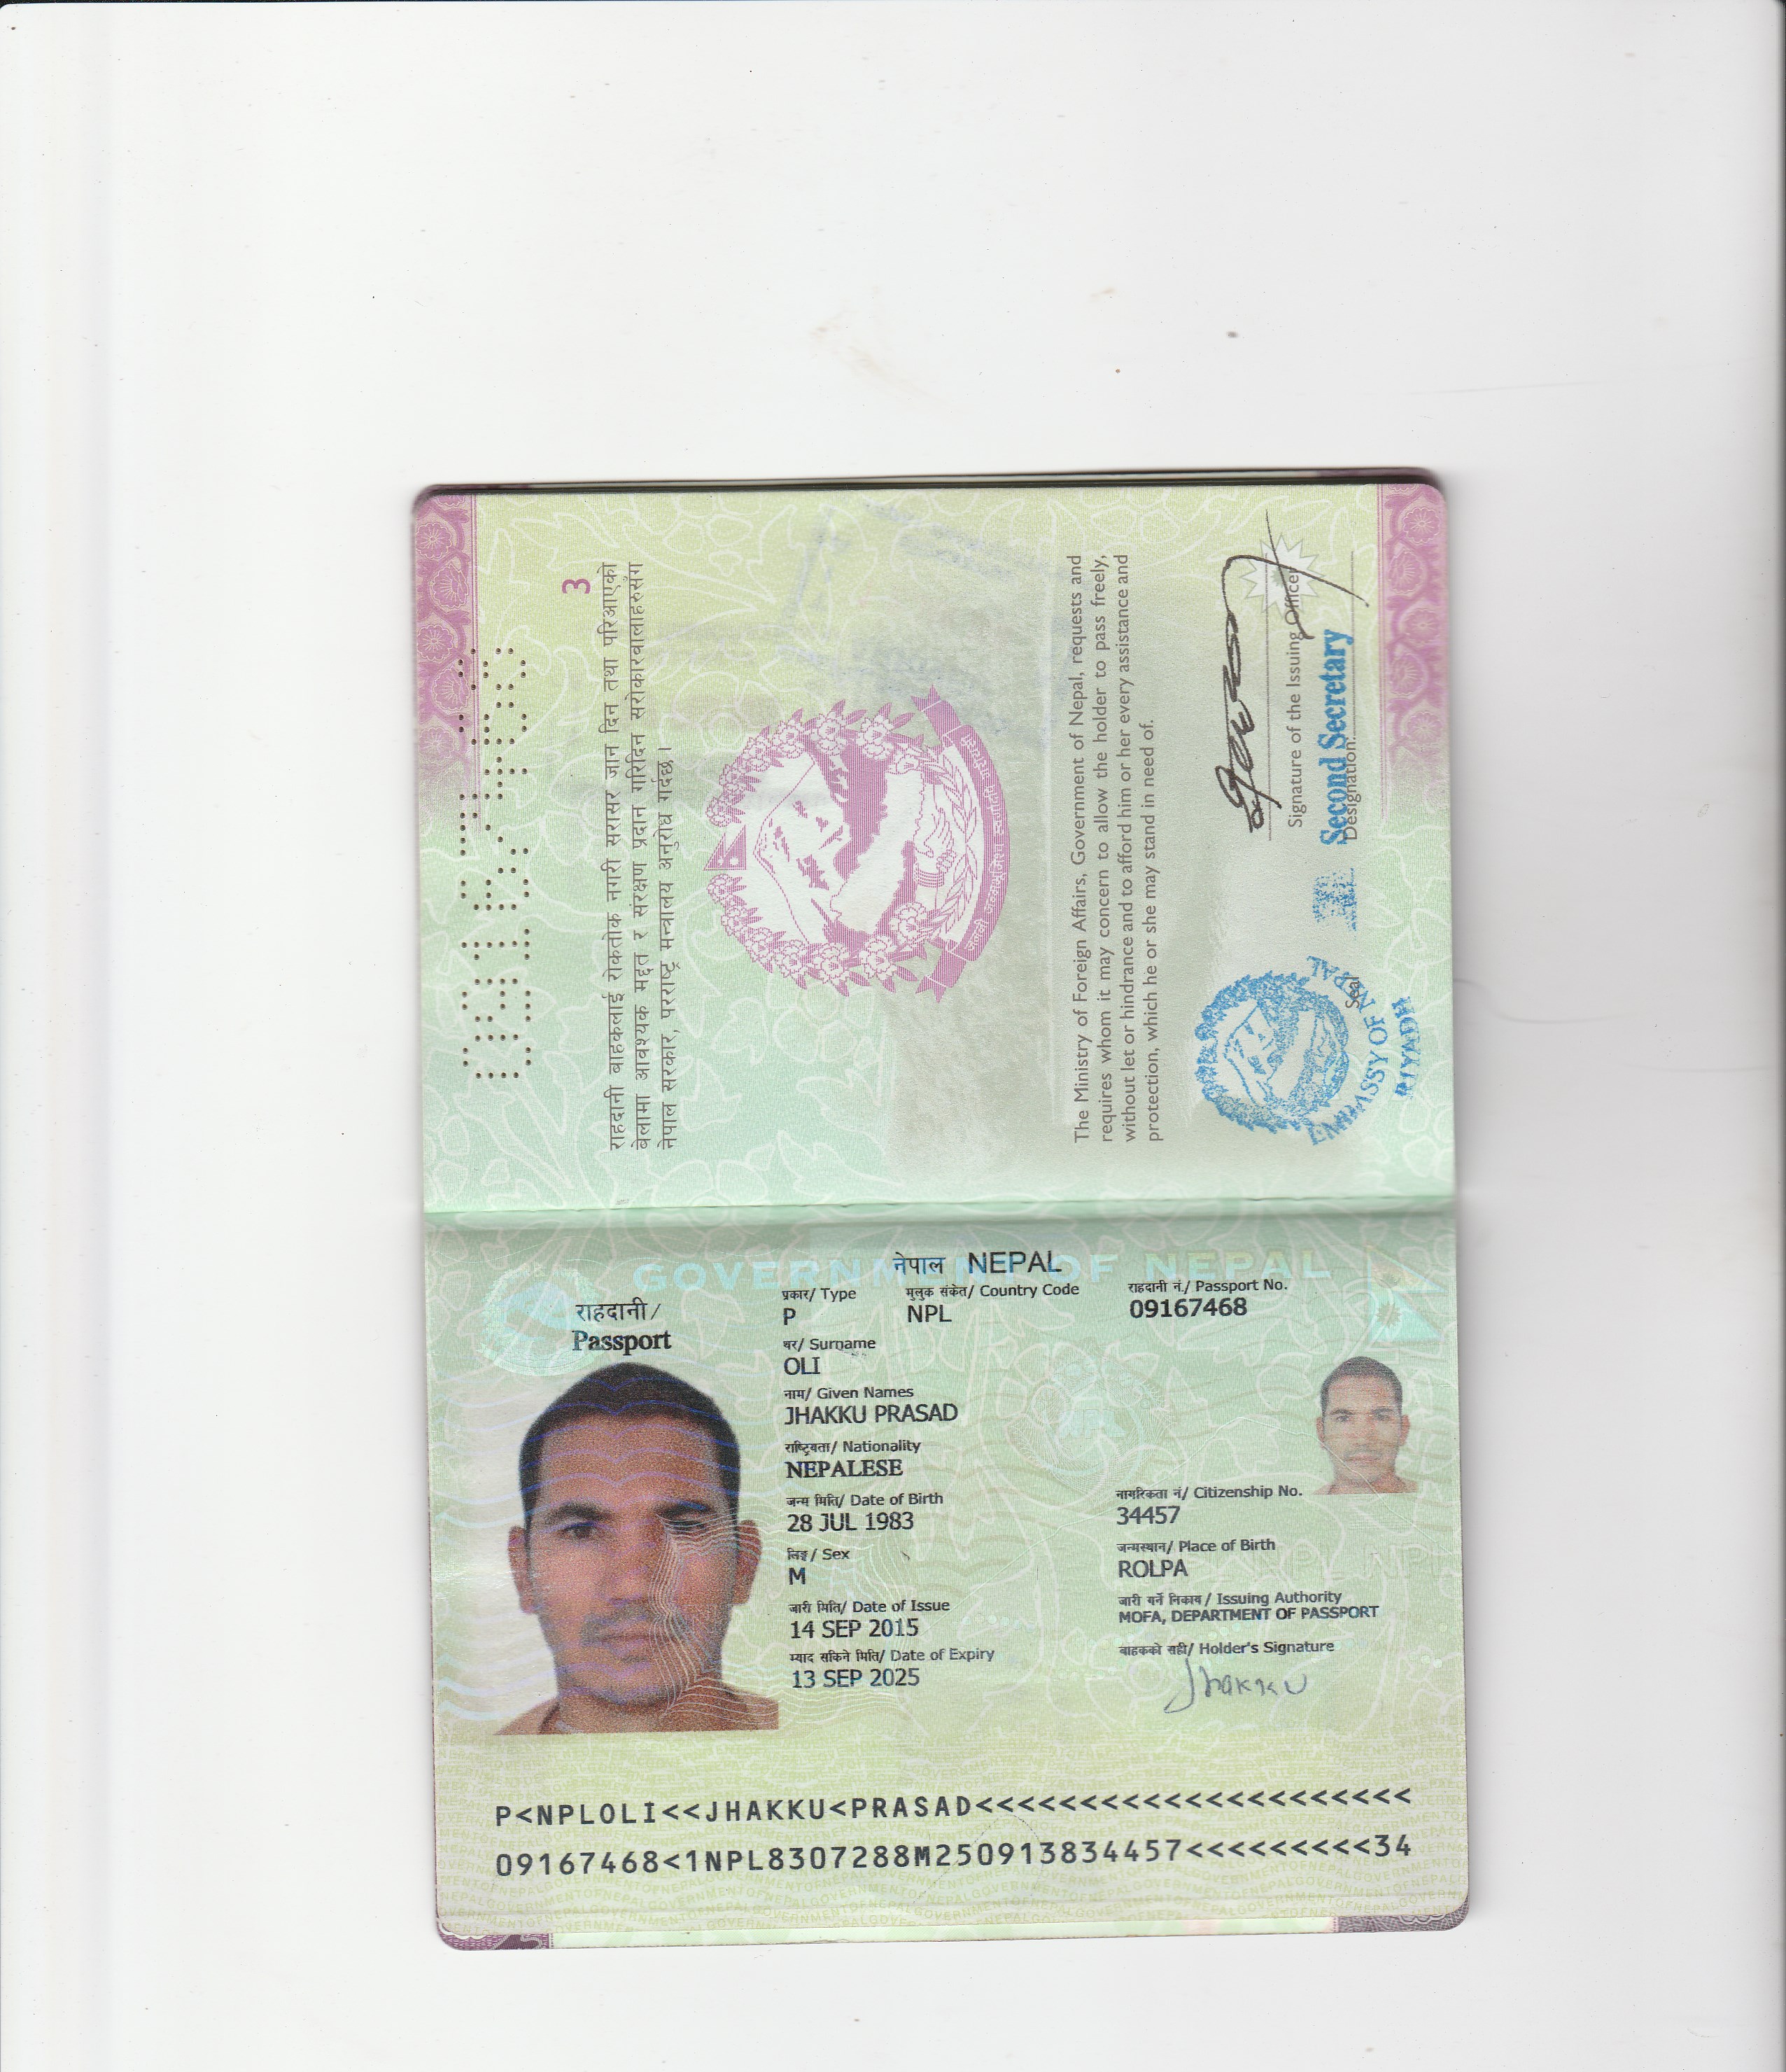 09167468
3
राहदानी बाहकलाई रोकतोक नगरी सरासर जान दिन तथा परिआएको
बेलामा आवश्यक मद्दत र संरक्षण प्रदान गरिदिन सरोकारवालाहरुसँग
नेपाल सरकार, परराष्ट्र मन्त्रालय अनुरोध गर्दछ।
The Ministry of Foreign Affairs, Government of Nepal, requests and
requires whom it may concern to allow the holder to pass freely,
without let or hindrance and to afford him or her every assistance and
protection, which he or she may stand in need of.
Signature of the Issuing Officer
Second Secretary
Designation:
Seal
EMBASSY OF NEPAL
RIYADH
GOVERNMENT OF NEPAL
नेपाल NEPAL
राहदानी/
Passport
प्रकार/ Type मुलुक संकेत/ Country Code राहदानी नं./ Passport No.
P NPL 09167468
थर/ Surname
OLI
नाम/ Given Names
JHAKKU PRASAD
राष्ट्रियता/ Nationality
NEPALESE
जन्म मिति/ Date of Birth नागरिकता नं/ Citizenship No.
28 JUL 1983 34457
लिङ्ग/ Sex जन्मस्थान/ Place of Birth
M ROLPA
जारी मिति/ Date of Issue जारी गर्ने निकाय/ Issuing Authority
14 SEP 2015 MOFA, DEPARTMENT OF PASSPORT
म्याद सकिने मिति/ Date of Expiry बाहकको सही/ Holder's Signature
13 SEP 2025 Jhakku
P<NPLOLI<<JHAKKU<PRASAD<<<<<<<<<<<<<<<<<<<<<
09167468<1NPL8307288M250913834457<<<<<<<<<34